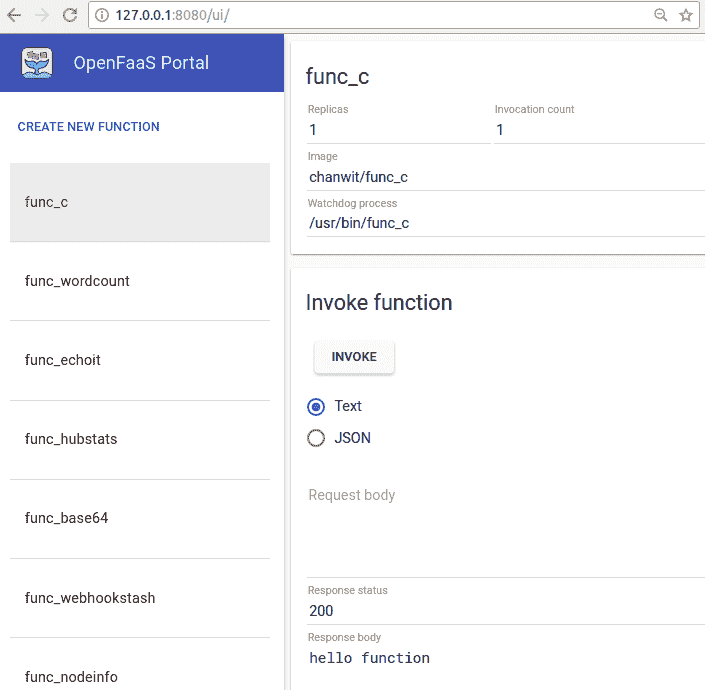 127.0.0.1:8080/ui/
OpenFaaS Portal
CREATE NEW FUNCTION
func_c
func_wordcount
func_echoit
func_hubstats
func_base64
func_webhookstash
func_nodeinfo
func_c
Replicas Invocation count
1 1
Image
chanwit/func_c
Watchdog process
/usr/bin/func_c
Invoke function
INVOKE
Text
JSON
Request body
Response status
200
Response body
hello function